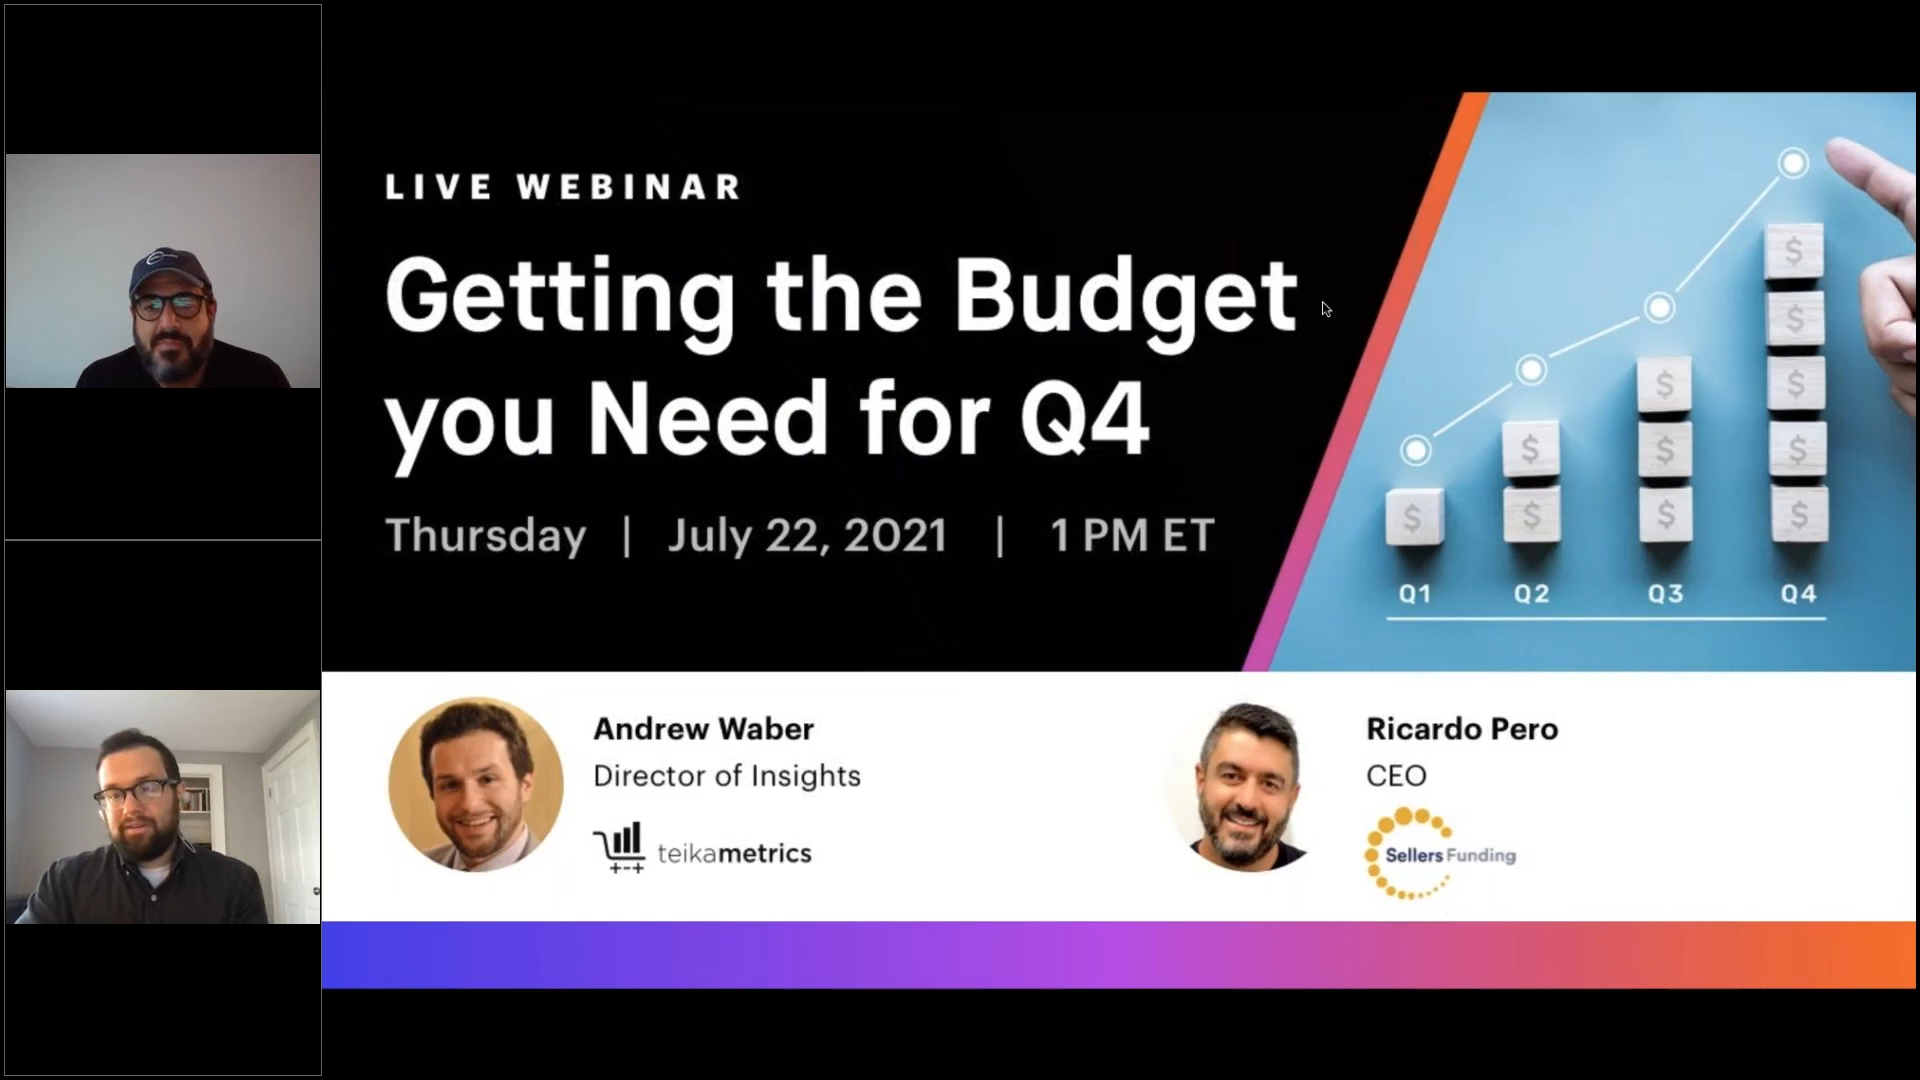 LIVE WEBINAR
Getting the Budget
you Need for Q4
Thursday | July 22, 2021 | 1 PM ET
$
$
$
$
$
$
$
$
$
$
$
Q1 Q2 Q3 Q4
Andrew Waber
Director of Insights
teikametrics
Ricardo Pero
CEO
Sellers Funding